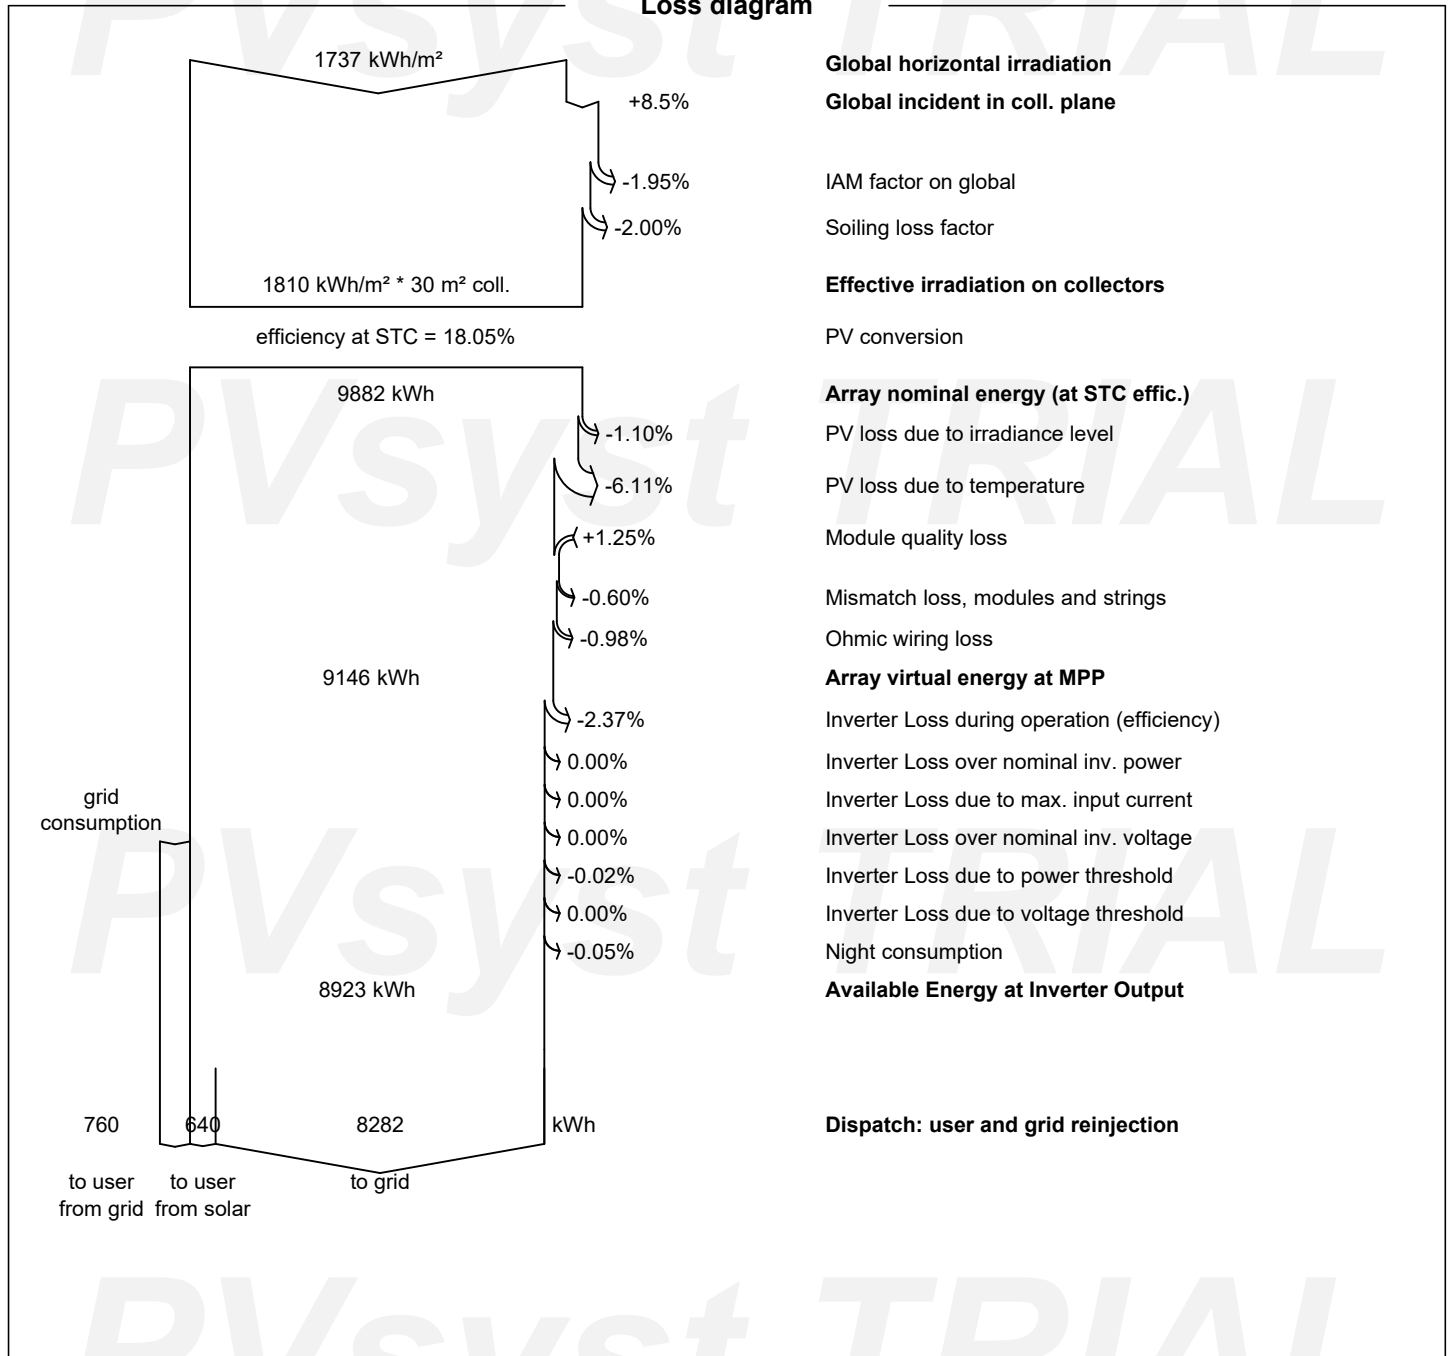 Loss diagram
1737 kWh/m²
Global horizontal irradiation
+8.5%
Global incident in coll. plane
-1.95%
IAM factor on global
-2.00%
Soiling loss factor
1810 kWh/m² * 30 m² coll.
Effective irradiation on collectors
efficiency at STC = 18.05%
PV conversion
9882 kWh
Array nominal energy (at STC effic.)
-1.10%
PV loss due to irradiance level
-6.11%
PV loss due to temperature
+1.25%
Module quality loss
-0.60%
Mismatch loss, modules and strings
-0.98%
Ohmic wiring loss
9146 kWh
Array virtual energy at MPP
-2.37%
Inverter Loss during operation (efficiency)
0.00%
Inverter Loss over nominal inv. power
0.00%
Inverter Loss due to max. input current
grid
consumption
0.00%
Inverter Loss over nominal inv. voltage
-0.02%
Inverter Loss due to power threshold
0.00%
Inverter Loss due to voltage threshold
-0.05%
Night consumption
8923 kWh
Available Energy at Inverter Output
760
640
8282
kWh
Dispatch: user and grid reinjection
to user
from grid
to user
from solar
to grid
PVsyst TRIAL
PVsyst TRIAL
PVsyst TRIAL
PVsyst TRIAL